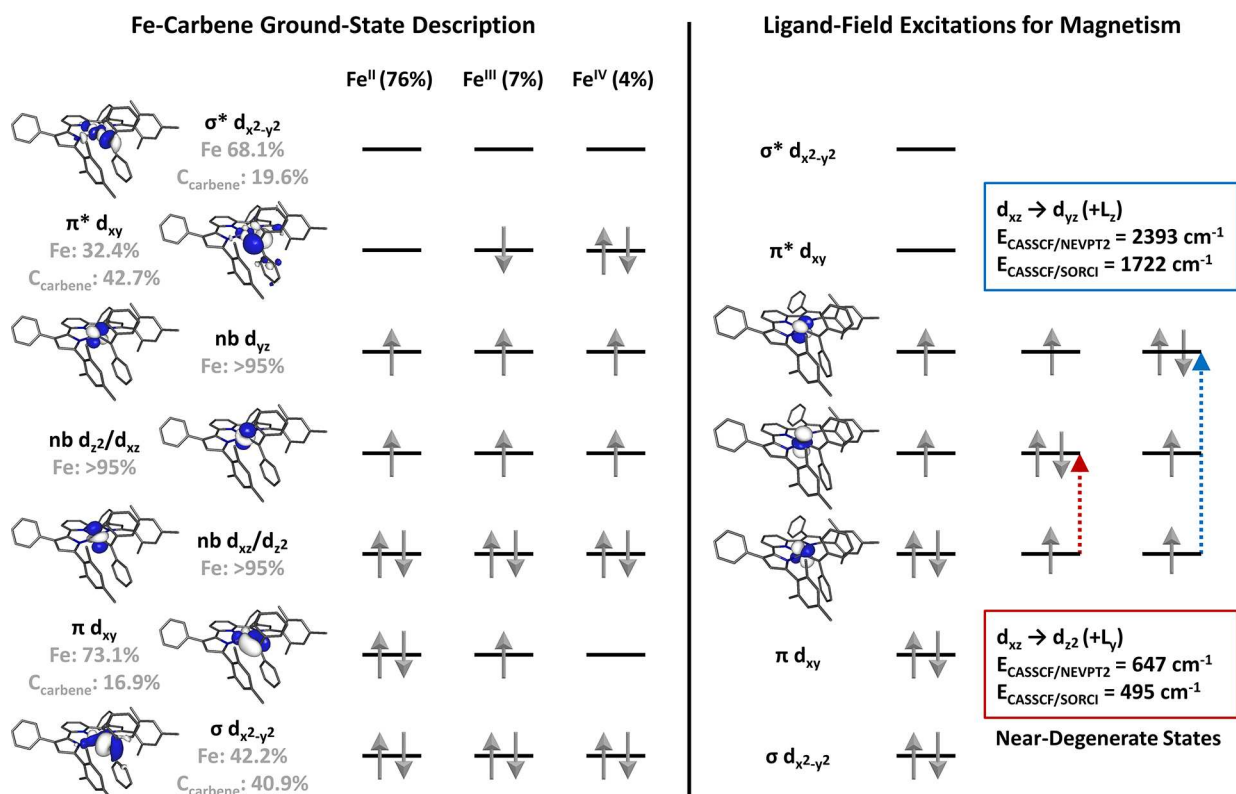 Fe-Carbene Ground-State Description
Fe^II (76%) Fe^III (7%) Fe^IV (4%)
σ* d_x2-y2
Fe 68.1%
C_carbene: 19.6%
π* d_xy
Fe: 32.4%
C_carbene: 42.7%
nb d_yz
Fe: >95%
nb d_z2/d_xz
Fe: >95%
nb d_xz/d_z2
Fe: >95%
π d_xy
Fe: 73.1%
C_carbene: 16.9%
σ d_x2-y2
Fe: 42.2%
C_carbene: 40.9%
Ligand-Field Excitations for Magnetism
σ* d_x2-y2
π* d_xy
π d_xy
σ d_x2-y2
d_xz → d_yz (+L_z)
E_CASSCF/NEVPT2 = 2393 cm^-1
E_CASSCF/SORCI = 1722 cm^-1
d_xz → d_z2 (+L_y)
E_CASSCF/NEVPT2 = 647 cm^-1
E_CASSCF/SORCI = 495 cm^-1
Near-Degenerate States